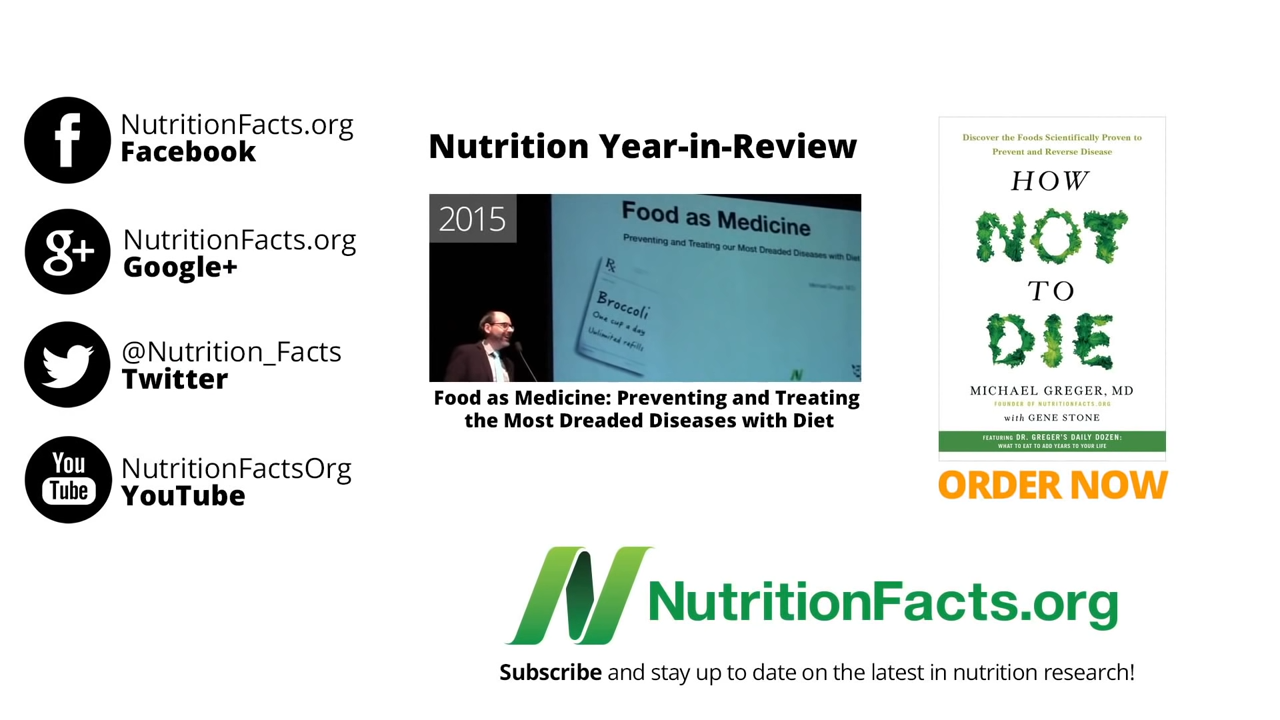 NutritionFacts.org
Facebook
NutritionFacts.org
Google+
@Nutrition_Facts
Twitter
You
Tube
NutritionFactsOrg
YouTube
Nutrition Year-in-Review
2015
Food as Medicine
Preventing and Treating our Most Dreaded Diseases with Diet
Rx
Broccoli
One cup a day
Unlimited refills
Food as Medicine: Preventing and Treating
the Most Dreaded Diseases with Diet
Discover the Foods Scientifically Proven to
Prevent and Reverse Disease
HOW
NOT
TO
DIE
MICHAEL GREGER, MD
FOUNDER OF NUTRITIONFACTS.ORG
with GENE STONE
FEATURING DR. GREGER'S DAILY DOZEN:
WHAT TO EAT TO ADD YEARS TO YOUR LIFE
ORDER NOW
NutritionFacts.org
Subscribe and stay up to date on the latest in nutrition research!